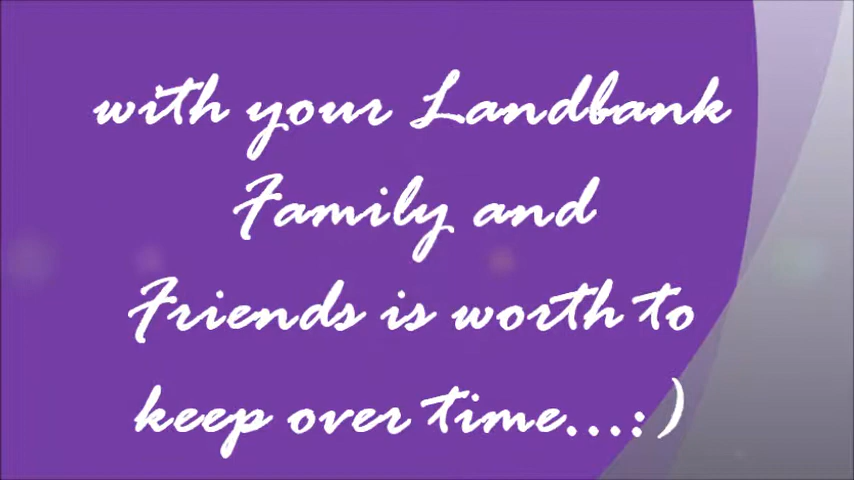 with your Landbank
Family and
Friends is worth to
keep over time...:)